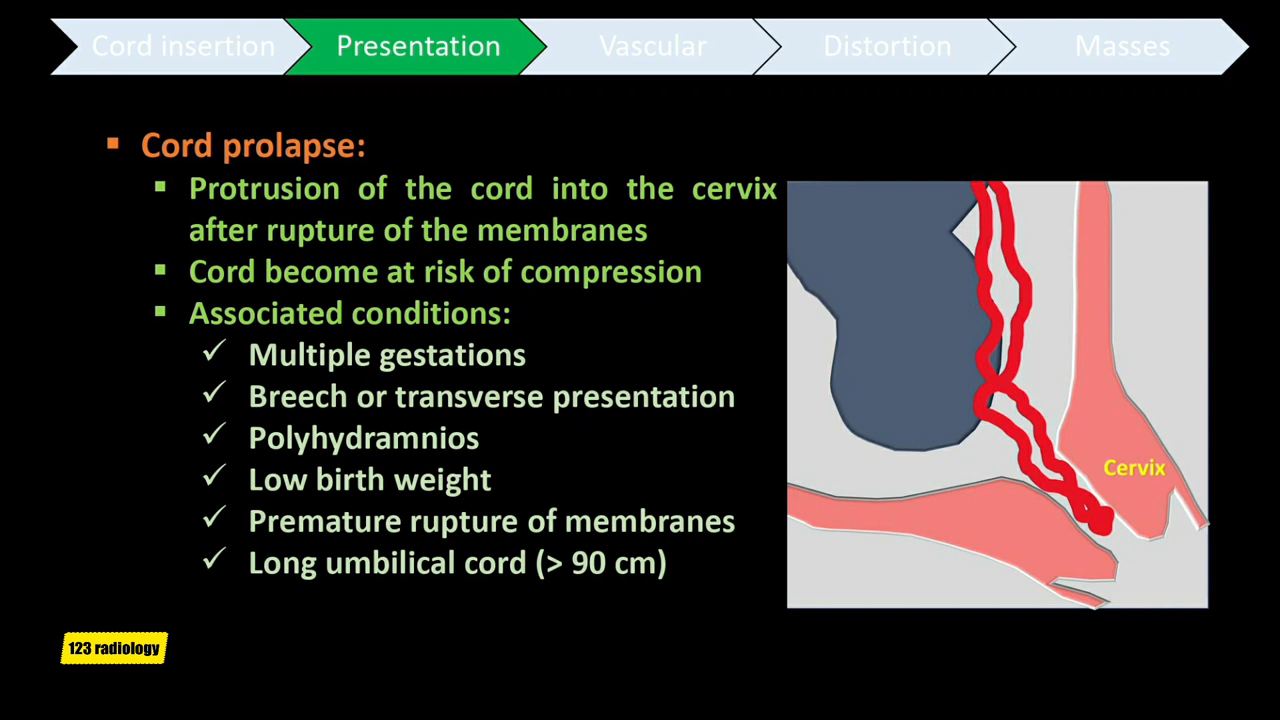 Cord insertion
Presentation
Vascular
Distortion
Masses
Cord prolapse:
Protrusion of the cord into the cervix
after rupture of the membranes
Cord become at risk of compression
Associated conditions:
Multiple gestations
Breech or transverse presentation
Polyhydramnios
Low birth weight
Premature rupture of membranes
Long umbilical cord (> 90 cm)
Cervix
123 radiology